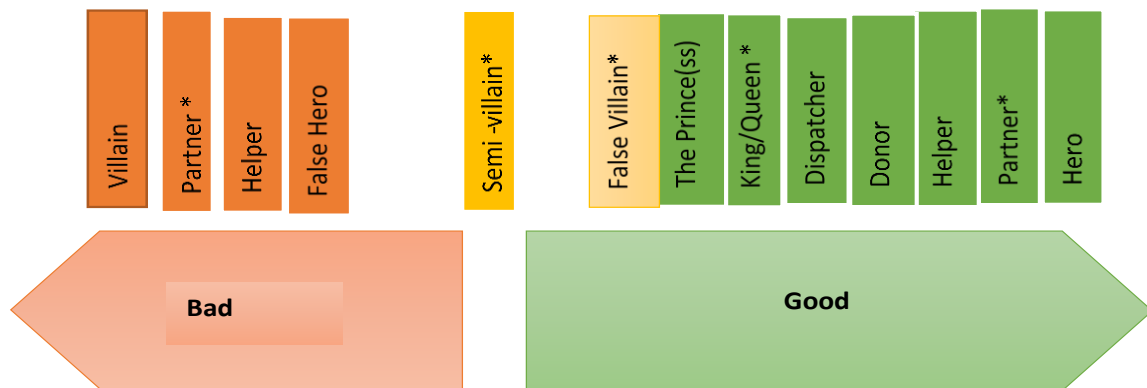 Villain
Partner *
Helper
False Hero
Semi -villain*
False Villain*
The Prince(ss)
King/Queen *
Dispatcher
Donor
Helper
Partner*
Hero
Bad
Good